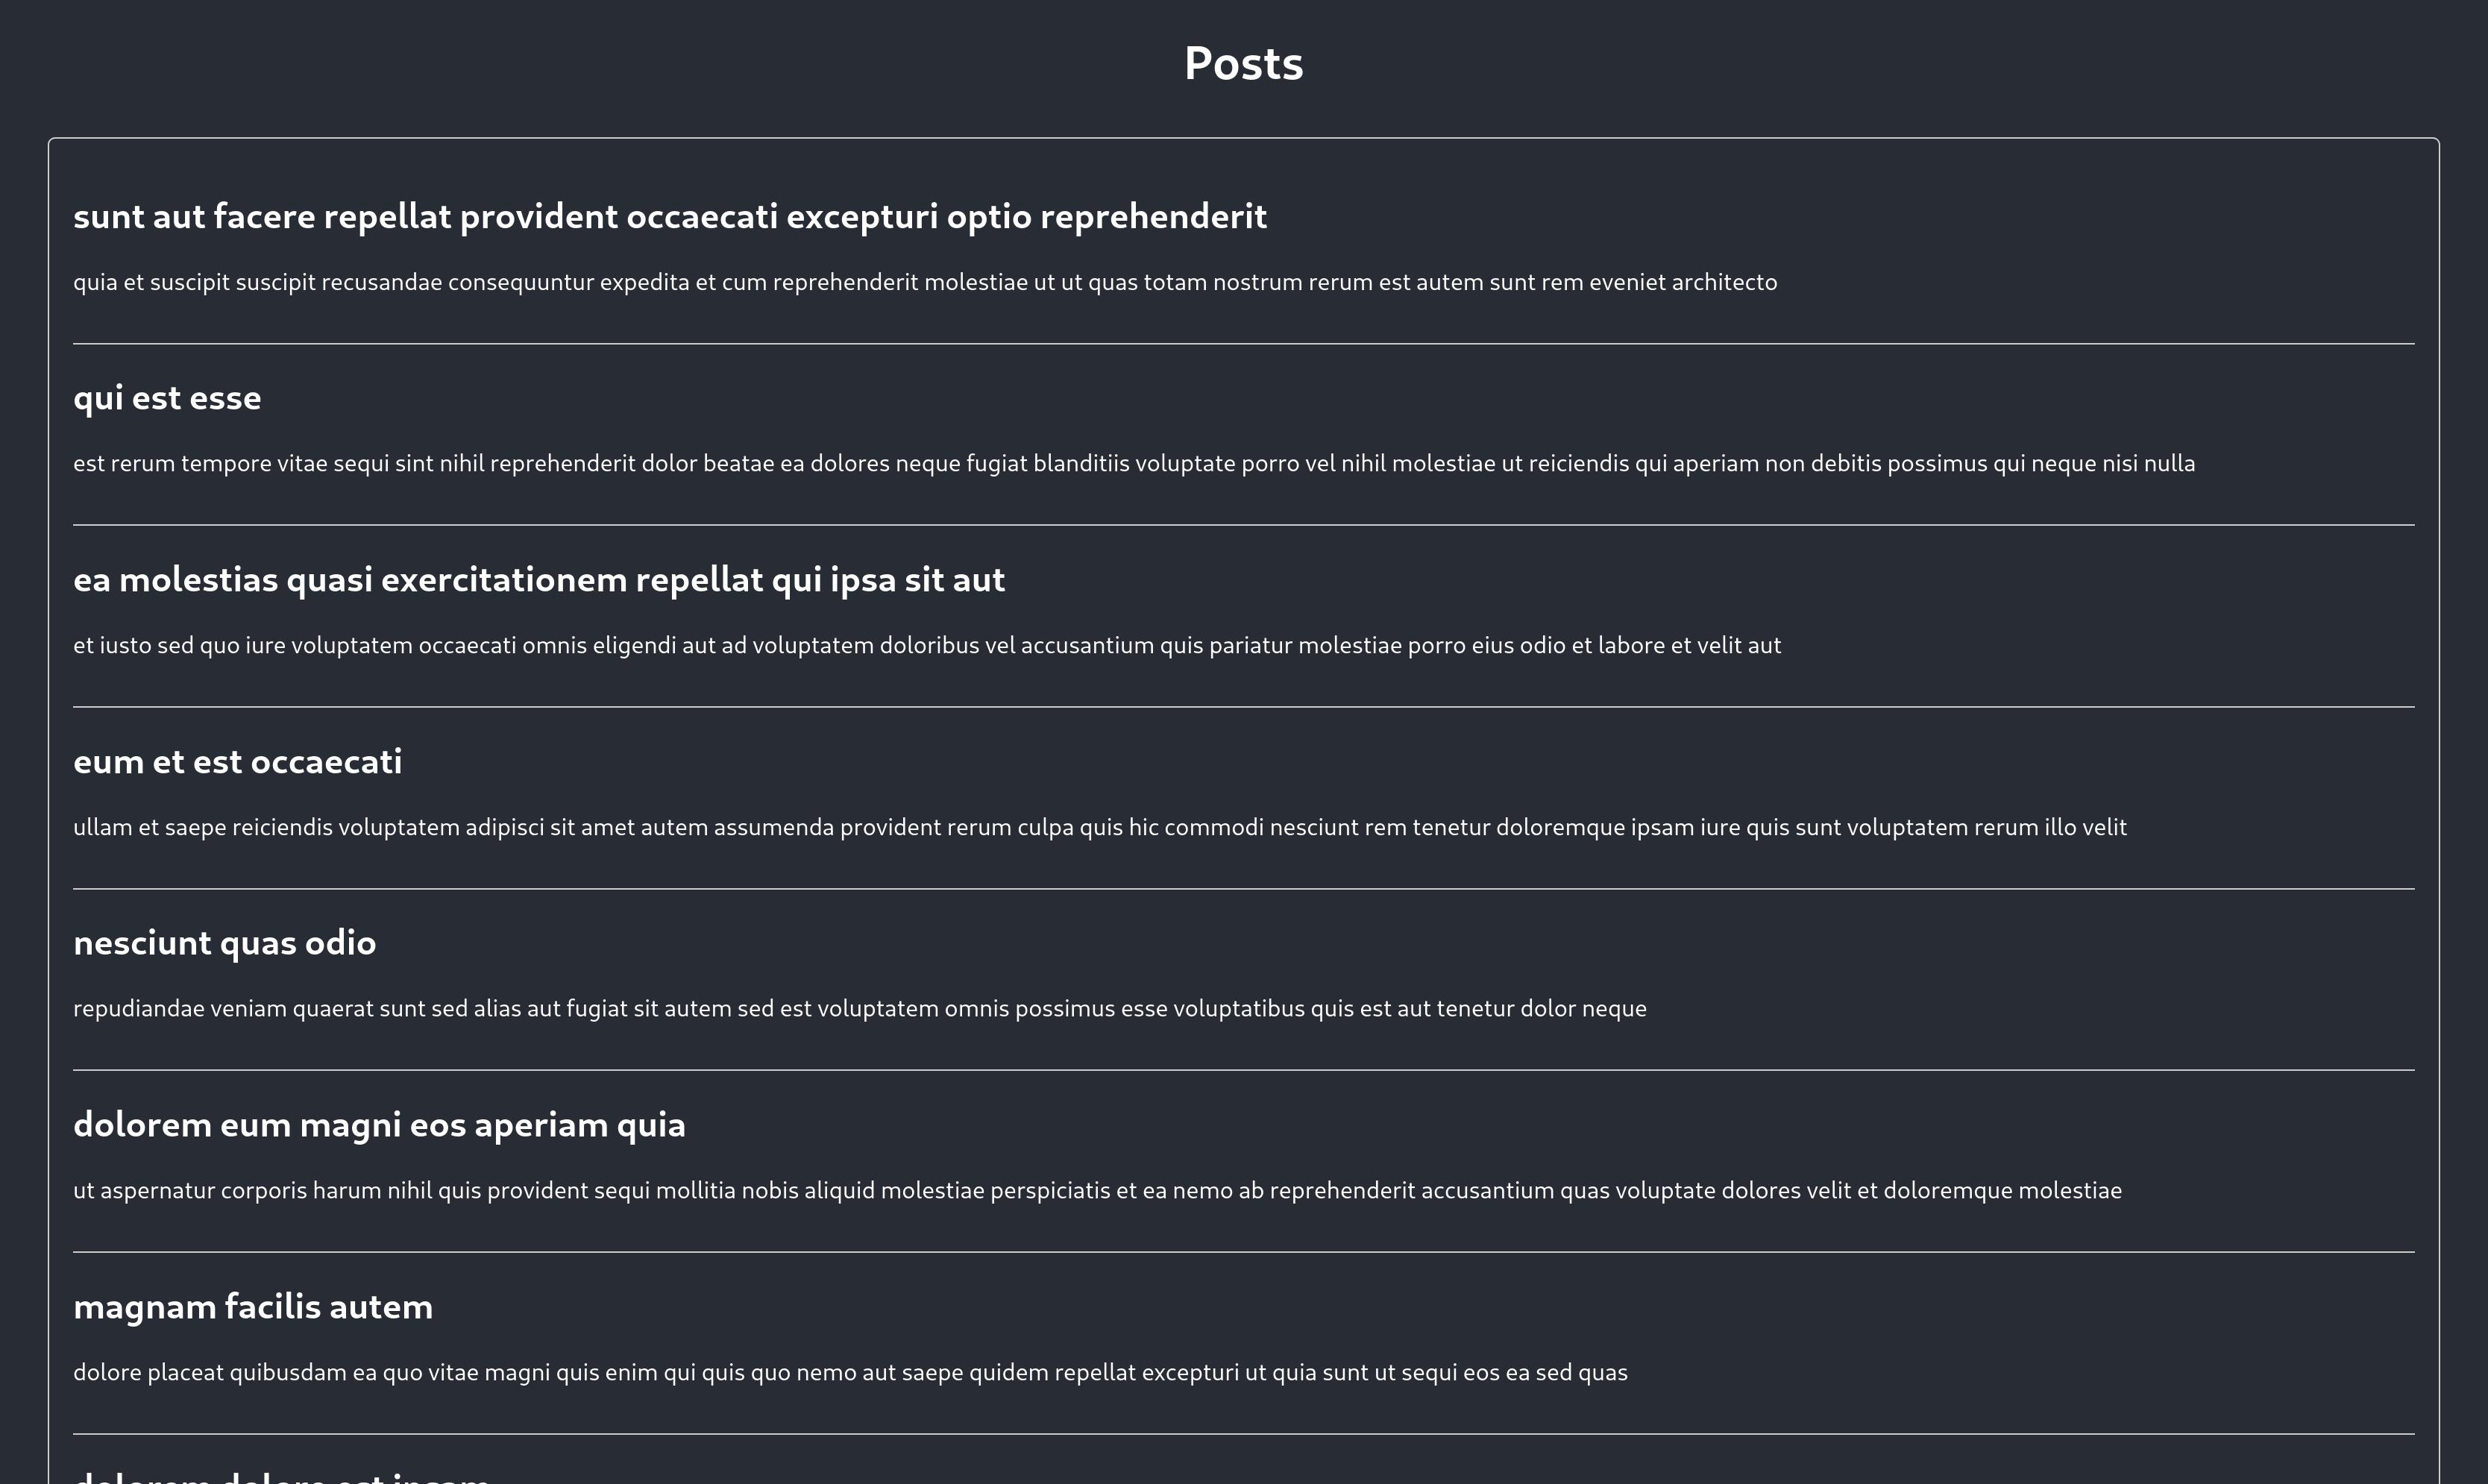 Posts
sunt aut facere repellat provident occaecati excepturi optio reprehenderit
quia et suscipit suscipit recusandae consequuntur expedita et cum reprehenderit molestiae ut ut quas totam nostrum rerum est autem sunt rem eveniet architecto
qui est esse
est rerum tempore vitae sequi sint nihil reprehenderit dolor beatae ea dolores neque fugiat blanditiis voluptate porro vel nihil molestiae ut reiciendis qui aperiam non debitis possimus qui neque nisi nulla
ea molestias quasi exercitationem repellat qui ipsa sit aut
et iusto sed quo iure voluptatem occaecati omnis eligendi aut ad voluptatem doloribus vel accusantium quis pariatur molestiae porro eius odio et labore et velit aut
eum et est occaecati
ullam et saepe reiciendis voluptatem adipisci sit amet autem assumenda provident rerum culpa quis hic commodi nesciunt rem tenetur doloremque ipsam iure quis sunt voluptatem rerum illo velit
nesciunt quas odio
repudiandae veniam quaerat sunt sed alias aut fugiat sit autem sed est voluptatem omnis possimus esse voluptatibus quis est aut tenetur dolor neque
dolorem eum magni eos aperiam quia
ut aspernatur corporis harum nihil quis provident sequi mollitia nobis aliquid molestiae perspiciatis et ea nemo ab reprehenderit accusantium quas voluptate dolores velit et doloremque molestiae
magnam facilis autem
dolore placeat quibusdam ea quo vitae magni quis enim qui quis quo nemo aut saepe quidem repellat excepturi ut quia sunt ut sequi eos ea sed quas
dolorem dolore est ipsam